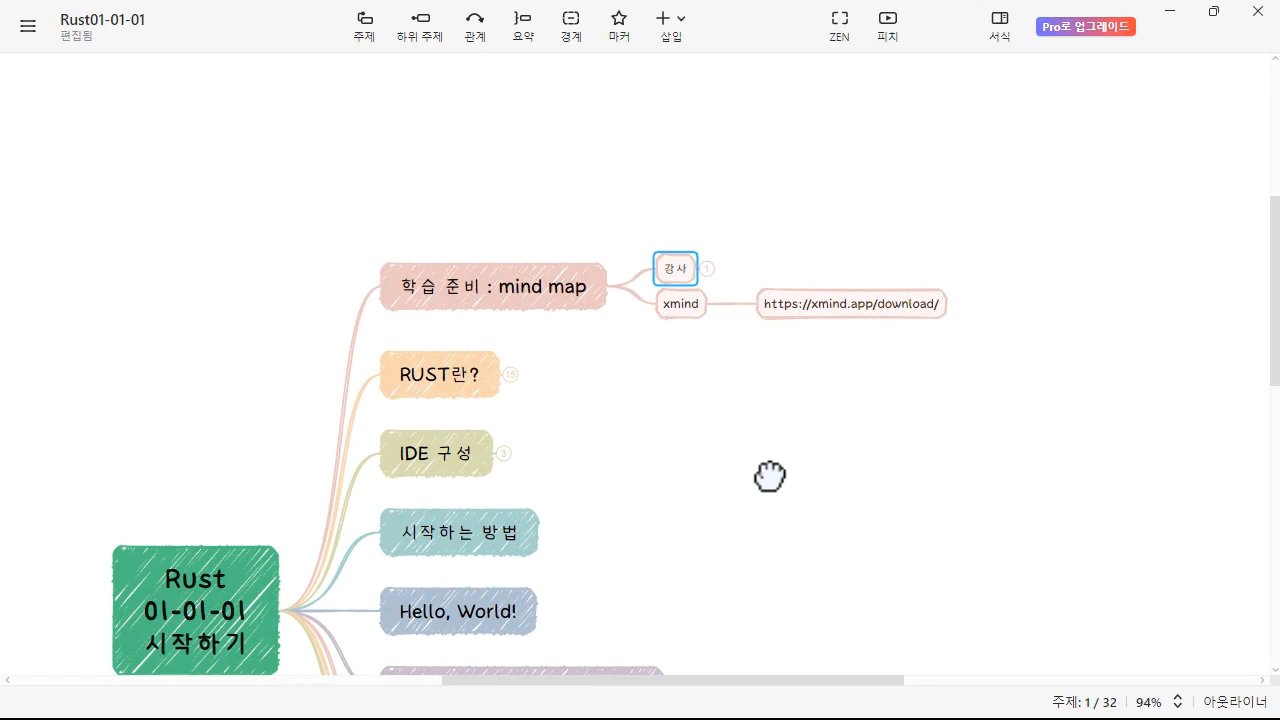 Rust01-01-01
편집됨
주제
하위 주제
관계
요약
경계
마커
삽입
ZEN
피치
서식
Pro로 업그레이드
학습 준비 : mind map
강사
1
xmind
https://xmind.app/download/
RUST란?
15
IDE 구성
3
시작하는 방법
Hello, World!
Rust
01-01-01
시작하기
주제: 1 / 32
94%
아웃라이너